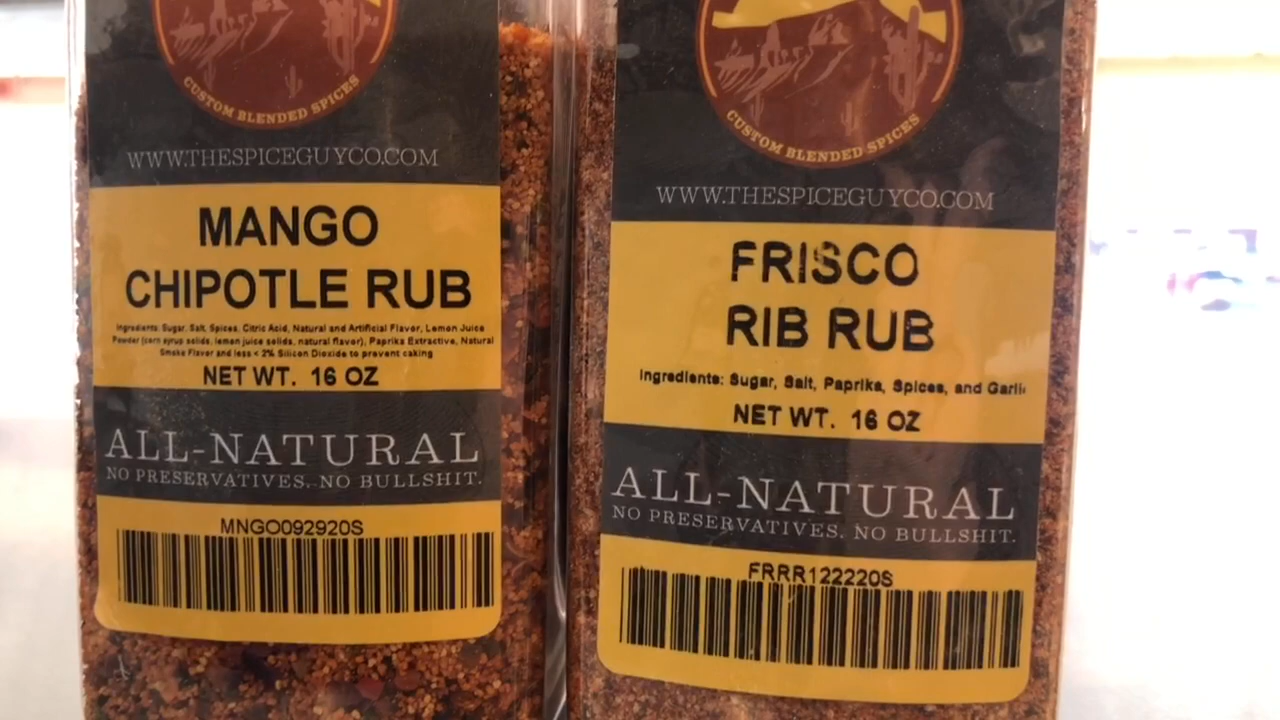 CUSTOM BLENDED SPICES
WWW.THESPICEGUYCO.COM
MANGO
CHIPOTLE RUB
Ingredients: Sugar, Salt, Spices, Citric Acid, Natural and Artificial Flavor, Lemon Juice
Powder (corn syrup solids, lemon juice solids, natural flavor), Paprika Extractive, Natural
Smoke Flavor and less < 2% Silicon Dioxide to prevent caking
NET WT. 16 OZ
ALL-NATURAL
NO PRESERVATIVES. NO BULLSHIT.
MNGO092920S
CUSTOM BLENDED SPICES
WWW.THESPICEGUYCO.COM
FRISCO
RIB RUB
Ingredients: Sugar, Salt, Paprika, Spices, and Garli
NET WT. 16 OZ
ALL-NATURAL
NO PRESERVATIVES. NO BULLSHIT.
FRRR122220S